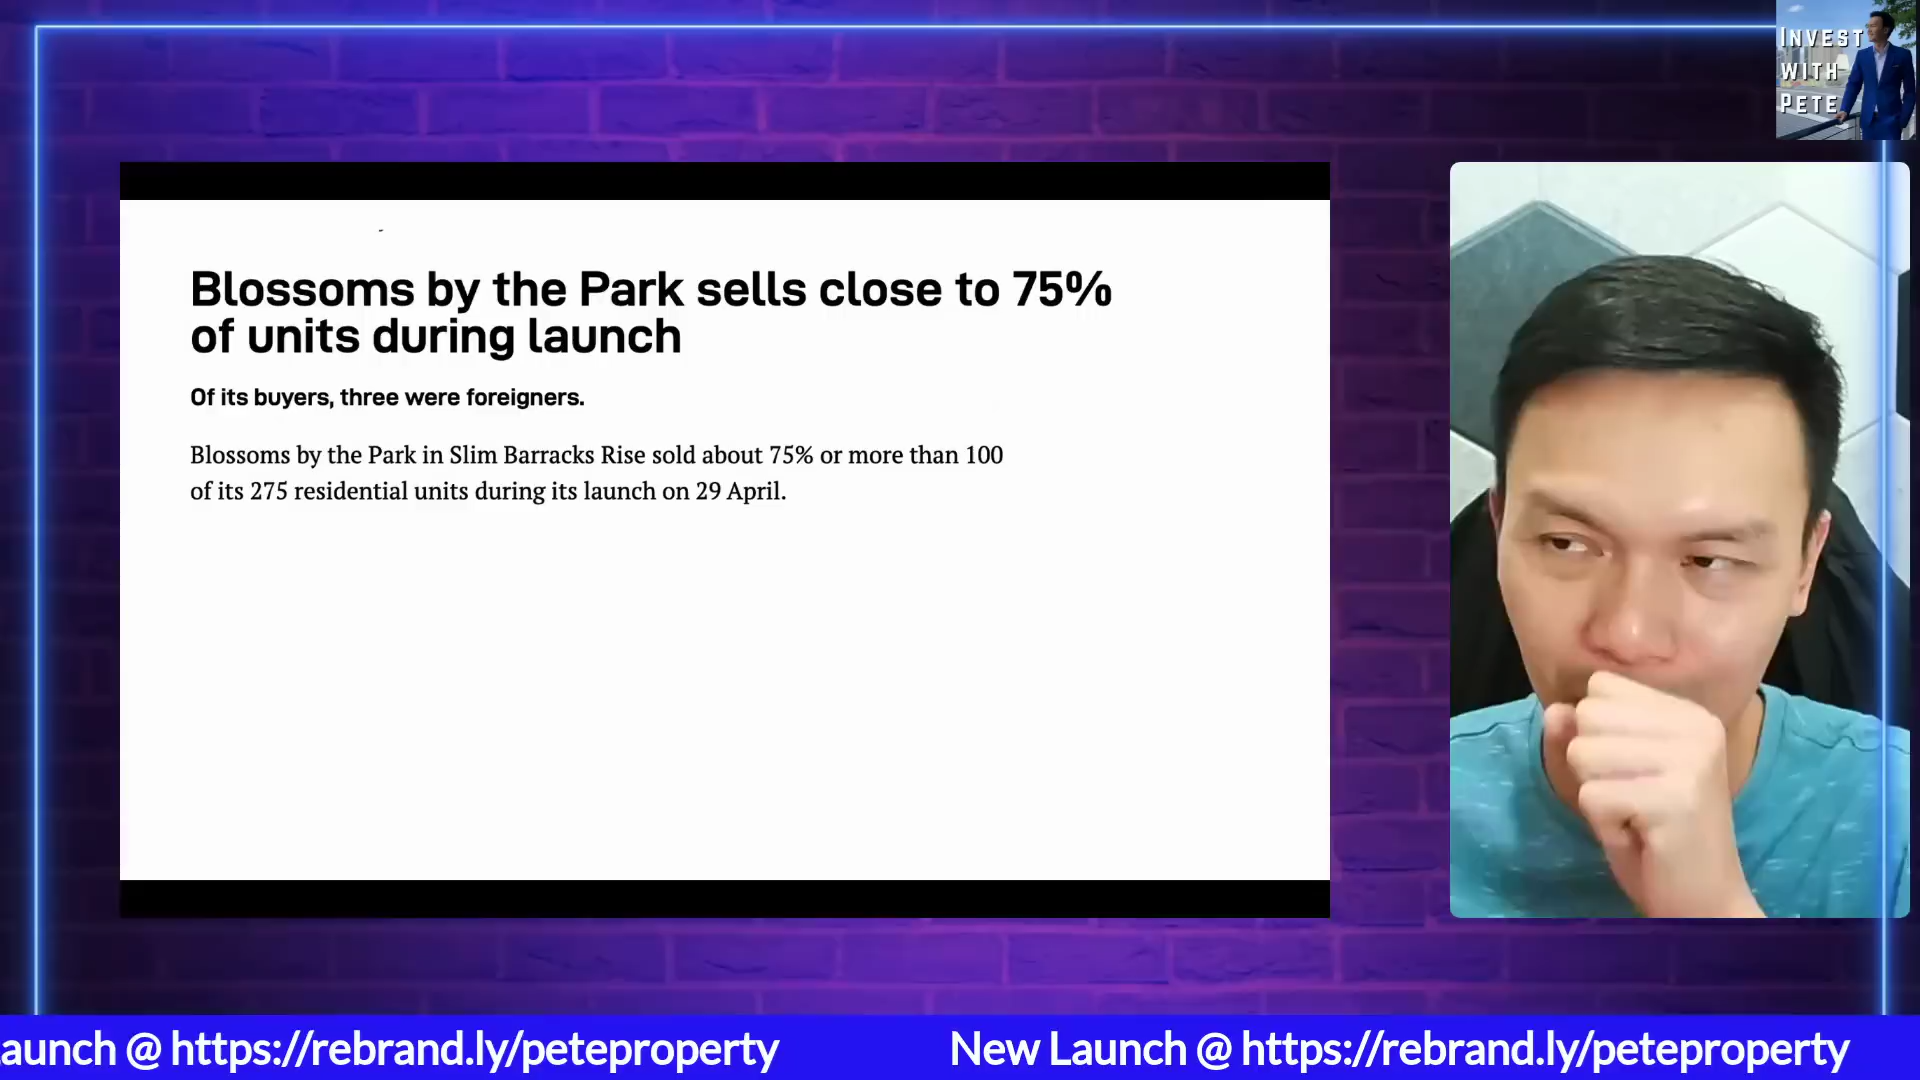 INVEST
WITH
PETE
Blossoms by the Park sells close to 75%
of units during launch
Of its buyers, three were foreigners.
Blossoms by the Park in Slim Barracks Rise sold about 75% or more than 100
of its 275 residential units during its launch on 29 April.
aunch @ https://rebrand.ly/peteproperty New Launch @ https://rebrand.ly/peteproperty